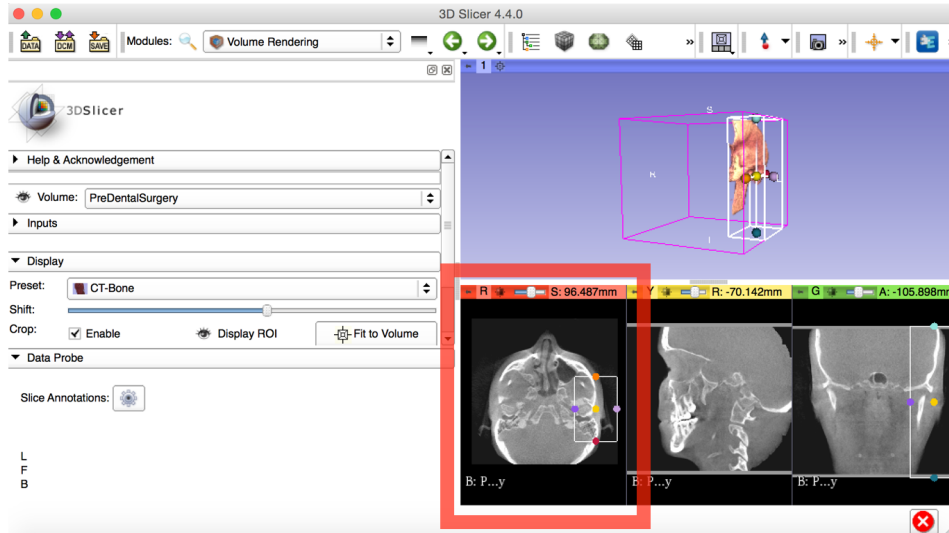 3D Slicer 4.4.0
DATA DCM SAVE Modules: Volume Rendering » »
1
3DSlicer
Help & Acknowledgement
Volume: PreDentalSurgery
Inputs
Display
Preset: CT-Bone
Shift:
Crop: Enable Display ROI Fit to Volume
Data Probe
Slice Annotations:
L
F
B
S
R
L
I
R S: 96.487mm Y R: -70.142mm G A: -105.898mm
B: P...y B: P...y B: P...y